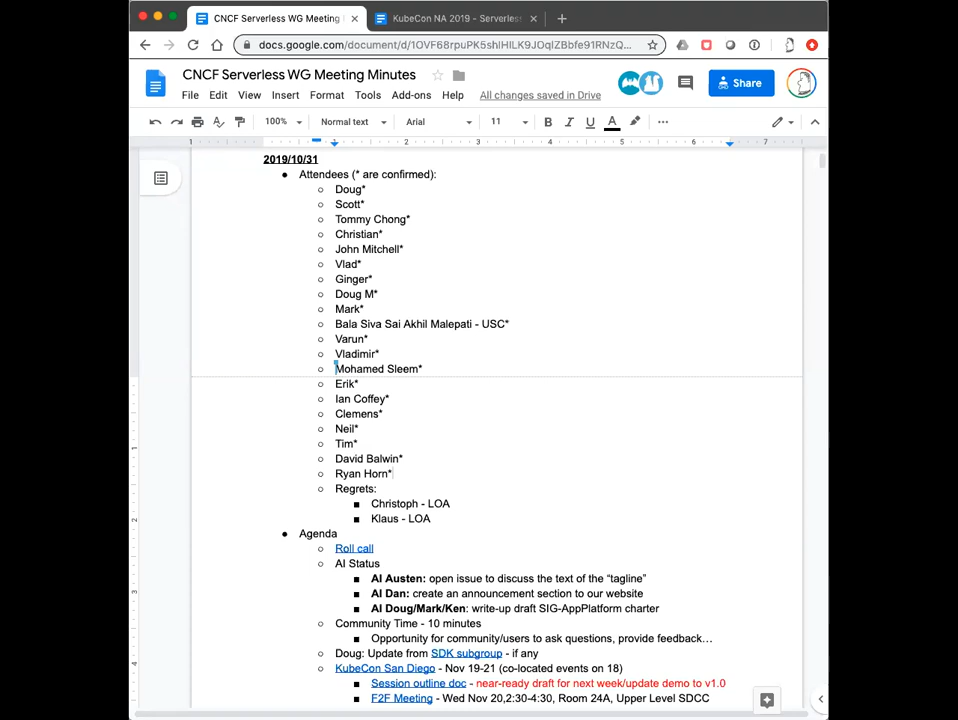 CNCF Serverless WG Meeting
KubeCon NA 2019 - Serverless
docs.google.com/document/d/1OVF68rpuPK5shIHILK9JOqIZBbfe91RNzQ...
CNCF Serverless WG Meeting Minutes
File Edit View Insert Format Tools Add-ons Help All changes saved in Drive
Share
100% Normal text Arial 11 B I U A
1 1 2 3 4 5 6 7
2019/10/31
● Attendees (* are confirmed):
○ Doug*
○ Scott*
○ Tommy Chong*
○ Christian*
○ John Mitchell*
○ Vlad*
○ Ginger*
○ Doug M*
○ Mark*
○ Bala Siva Sai Akhil Malepati - USC*
○ Varun*
○ Vladimir*
○ Mohamed Sleem*
○ Erik*
○ Ian Coffey*
○ Clemens*
○ Neil*
○ Tim*
○ David Balwin*
○ Ryan Horn*
○ Regrets:
■ Christoph - LOA
■ Klaus - LOA
● Agenda
○ Roll call
○ AI Status
■ AI Austen: open issue to discuss the text of the “tagline”
■ AI Dan: create an announcement section to our website
■ AI Doug/Mark/Ken: write-up draft SIG-AppPlatform charter
○ Community Time - 10 minutes
■ Opportunity for community/users to ask questions, provide feedback…
○ Doug: Update from SDK subgroup - if any
○ KubeCon San Diego - Nov 19-21 (co-located events on 18)
■ Session outline doc - near-ready draft for next week/update demo to v1.0
■ F2F Meeting - Wed Nov 20,2:30-4:30, Room 24A, Upper Level SDCC